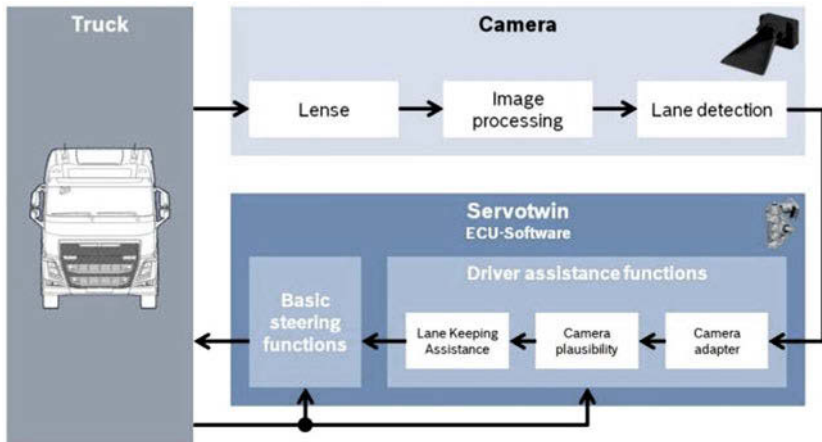 Truck
Camera
Lense
Image
processing
Lane detection
Servotwin
ECU-Software
Driver assistance functions
Basic
steering
functions
Lane Keeping
Assistance
Camera
plausibility
Camera
adapter